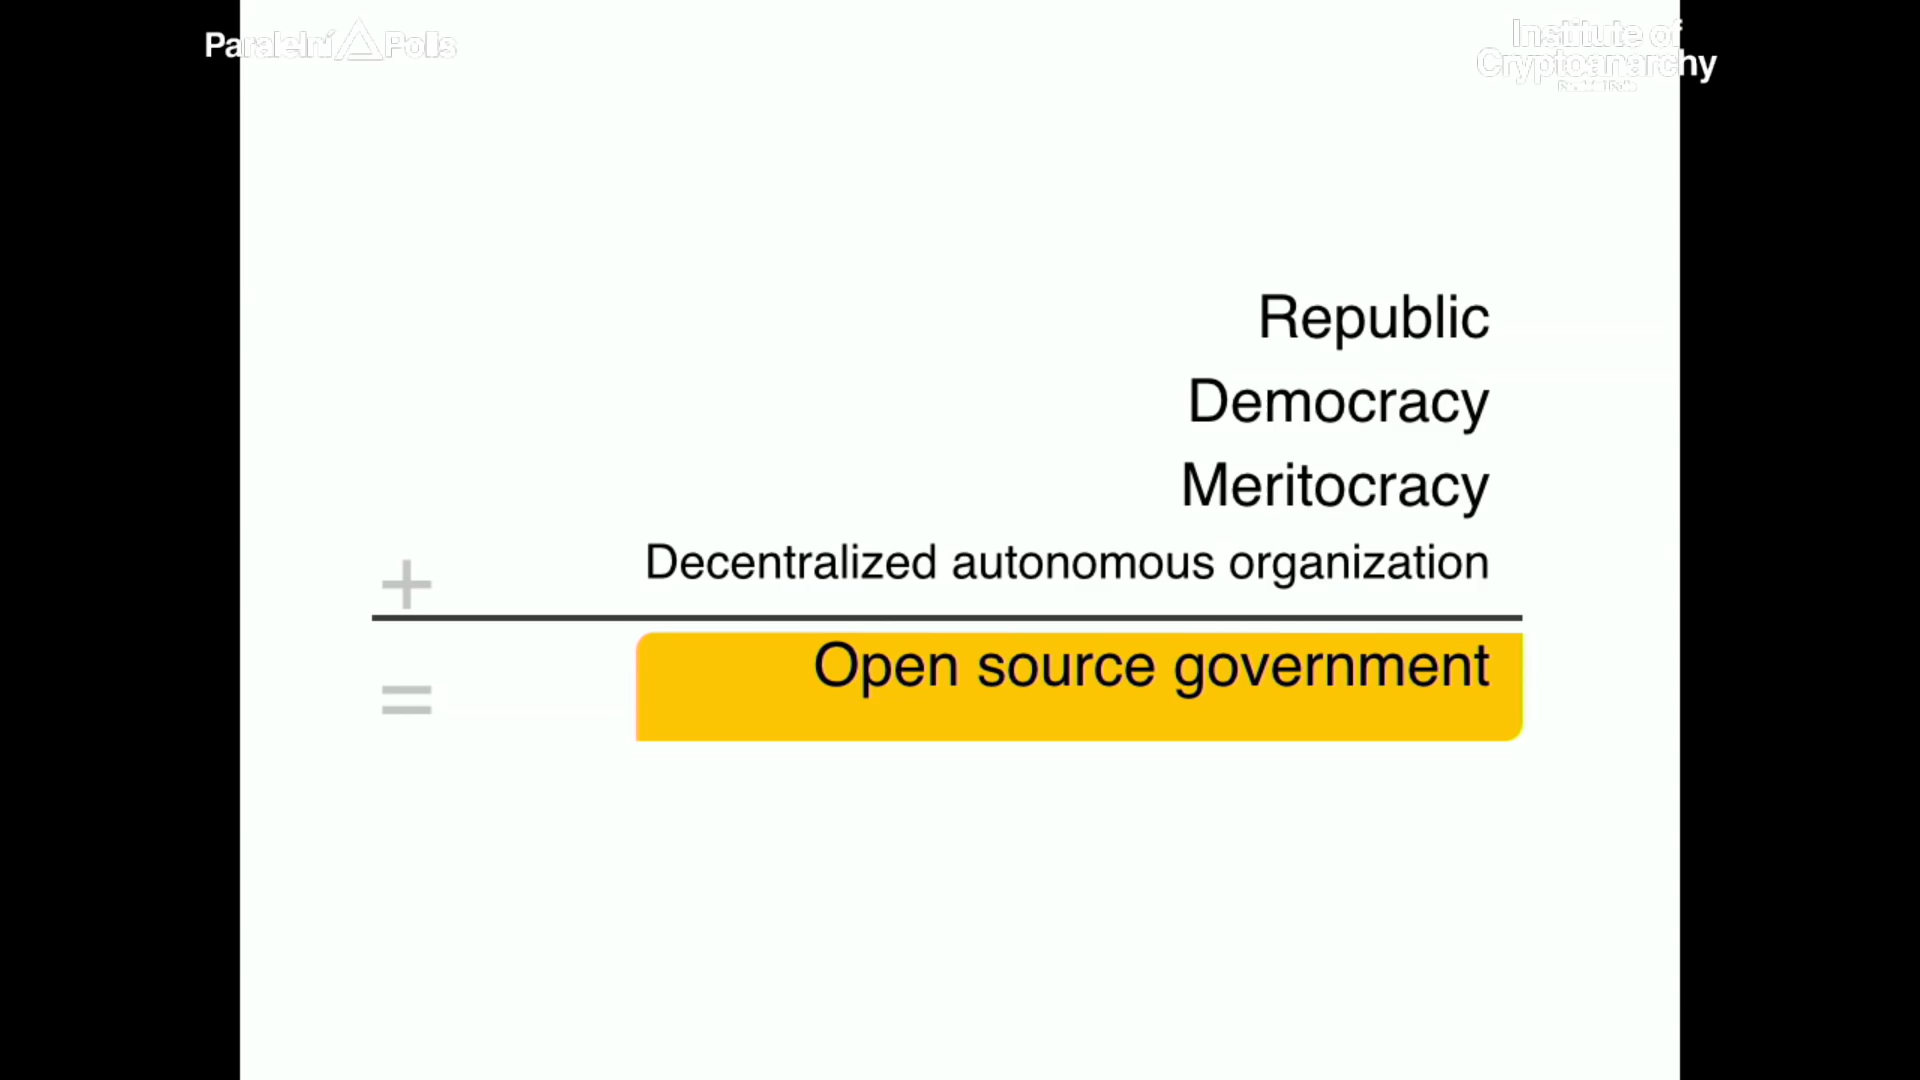 Paralelní Polis
Institute of
Cryptoanarchy
Republic
Democracy
Meritocracy
+ Decentralized autonomous organization
= Open source government